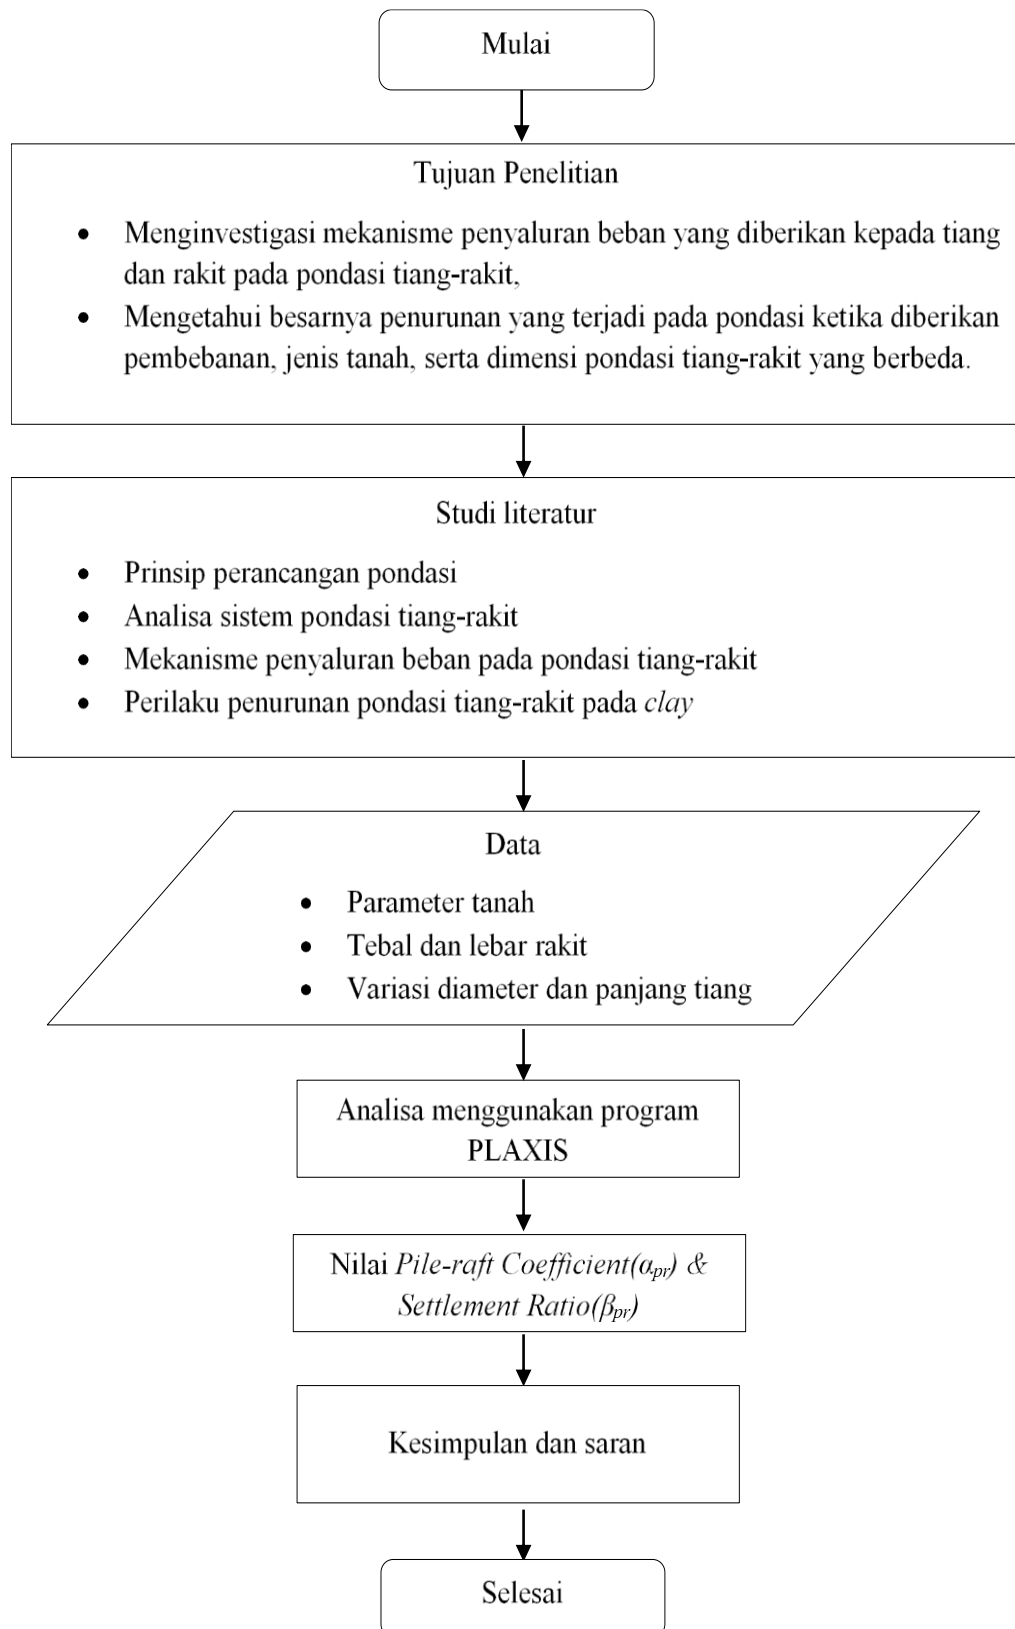 Mulai
Tujuan Penelitian
• Menginvestigasi mekanisme penyaluran beban yang diberikan kepada tiang
dan rakit pada pondasi tiang-rakit,
• Mengetahui besarnya penurunan yang terjadi pada pondasi ketika diberikan
pembebanan, jenis tanah, serta dimensi pondasi tiang-rakit yang berbeda.
Studi literatur
• Prinsip perancangan pondasi
• Analisa sistem pondasi tiang-rakit
• Mekanisme penyaluran beban pada pondasi tiang-rakit
• Perilaku penurunan pondasi tiang-rakit pada clay
Data
• Parameter tanah
• Tebal dan lebar rakit
• Variasi diameter dan panjang tiang
Analisa menggunakan program
PLAXIS
Nilai Pile-raft Coefficient(αpr) &
Settlement Ratio(βpr)
Kesimpulan dan saran
Selesai